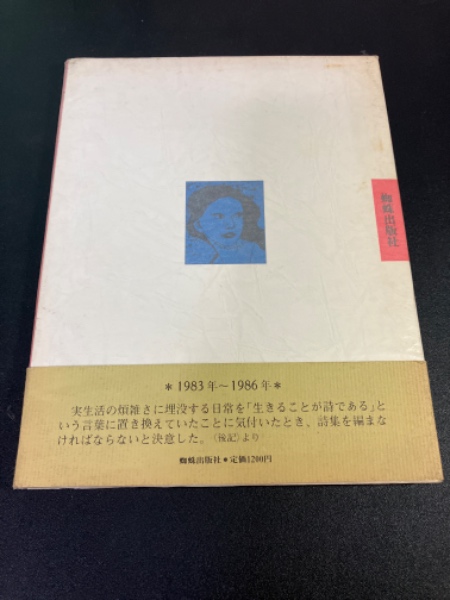 蜘蛛出版社
＊1983年〜1986年＊
実生活の煩雑さに埋没する日常を「生きることが詩である」と
いう言葉に置き換えていたことに気付いたとき、詩集を編まな
ければならないと決意した。〈後記〉より
蜘蛛出版社●定価1200円